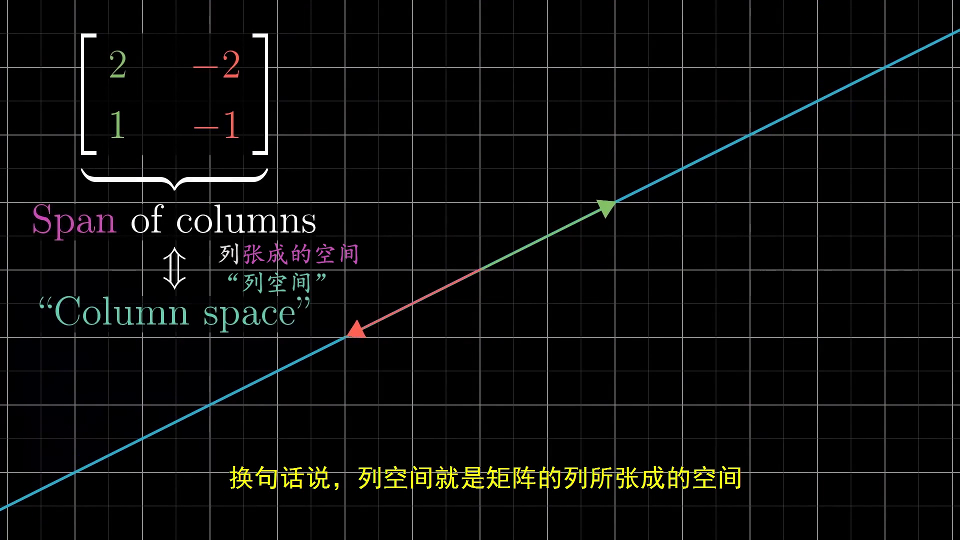 2 −2
1 −1
Span of columns
列张成的空间
“列空间”
“Column space”
换句话说，列空间就是矩阵的列所张成的空间